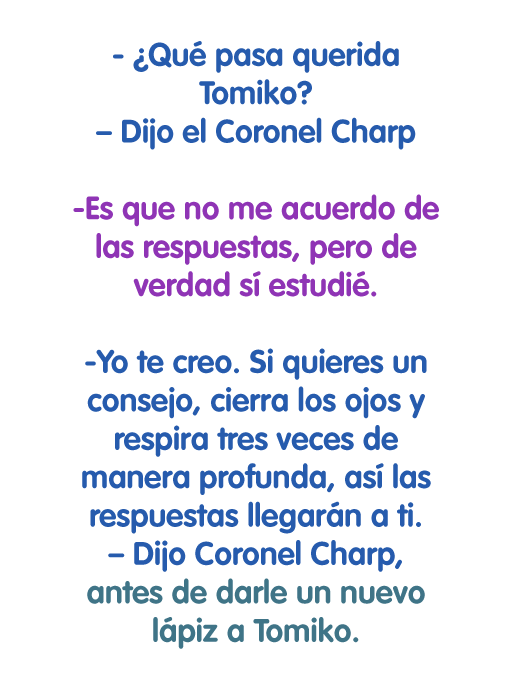 - ¿Qué pasa querida
Tomiko?
– Dijo el Coronel Charp
-Es que no me acuerdo de
las respuestas, pero de
verdad sí estudié.
-Yo te creo. Si quieres un
consejo, cierra los ojos y
respira tres veces de
manera profunda, así las
respuestas llegarán a ti.
– Dijo Coronel Charp,
antes de darle un nuevo
lápiz a Tomiko.